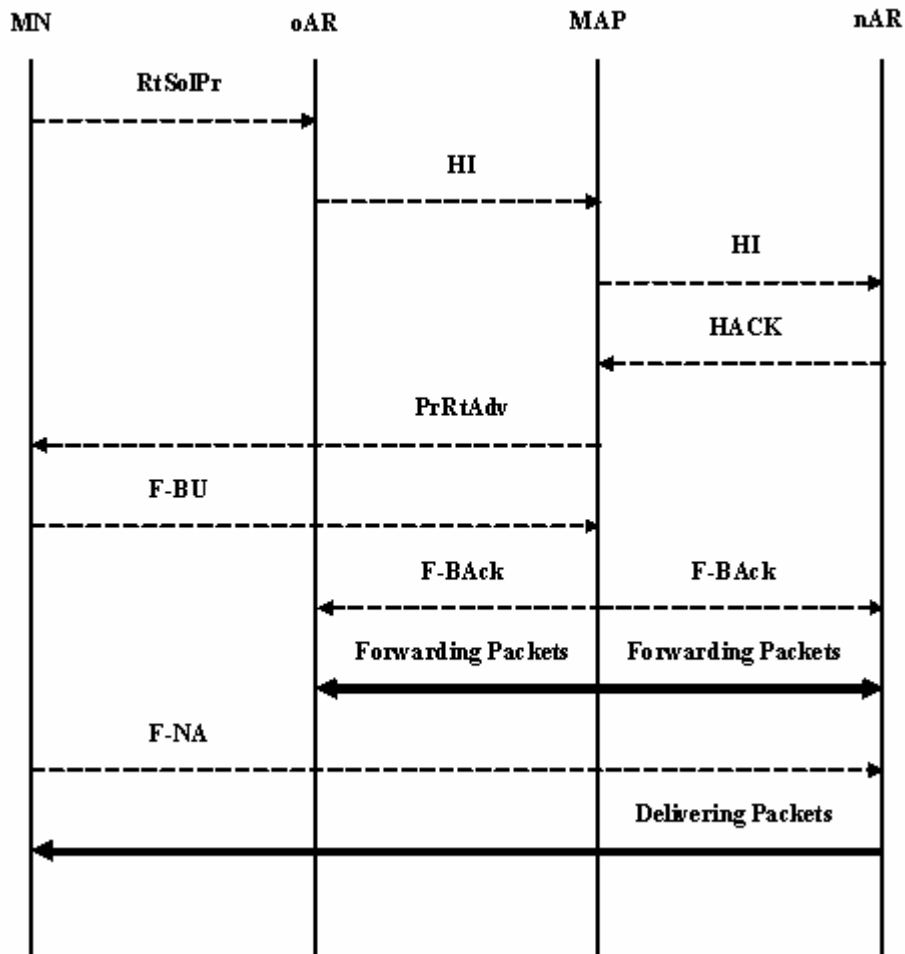 MN oAR MAP nAR
RtSolPr
HI
HI
HACK
PrRtAdv
F-BU
F-BAck F-BAck
Forwarding Packets Forwarding Packets
F-NA
Delivering Packets